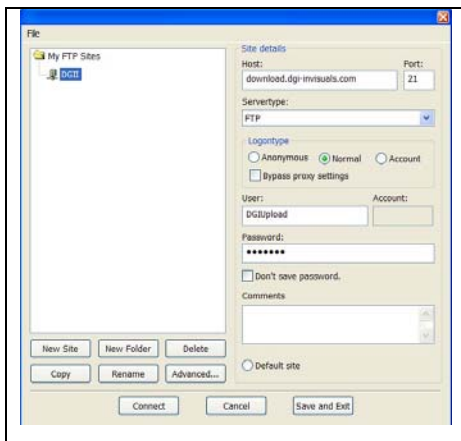 File
My FTP Sites
DGII
Site details
Host:
Port:
download.dgi-invisuals.com
21
Servertype:
FTP
Logontype
Anonymous
Normal
Account
Bypass proxy settings
User:
Account:
DGIUpload
Password:
•••••••
Don't save password.
Comments
New Site
New Folder
Delete
Default site
Copy
Rename
Advanced...
Connect
Cancel
Save and Exit